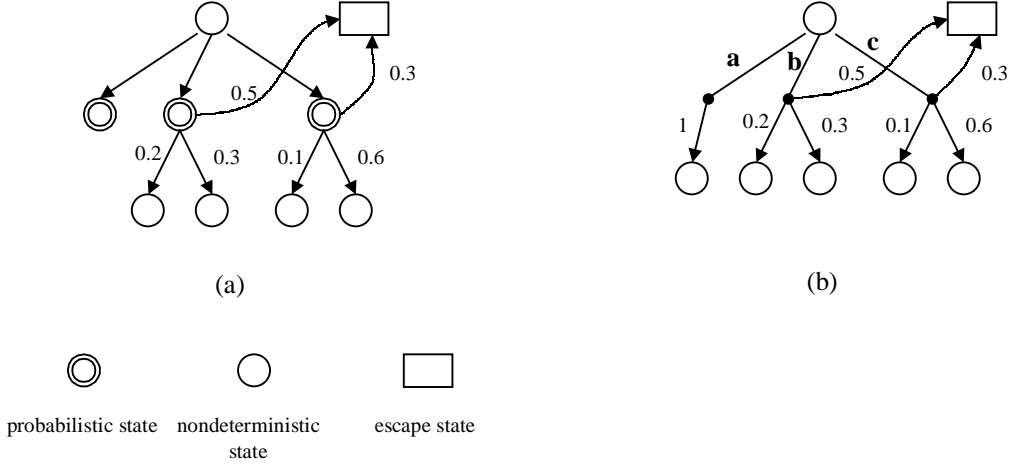 a
b
c
0.5
0.3
0.5
0.3
0.2
0.3
0.1
0.6
1
0.2
0.3
0.1
0.6
(a)
(b)
probabilistic state
nondeterministic
state
escape state